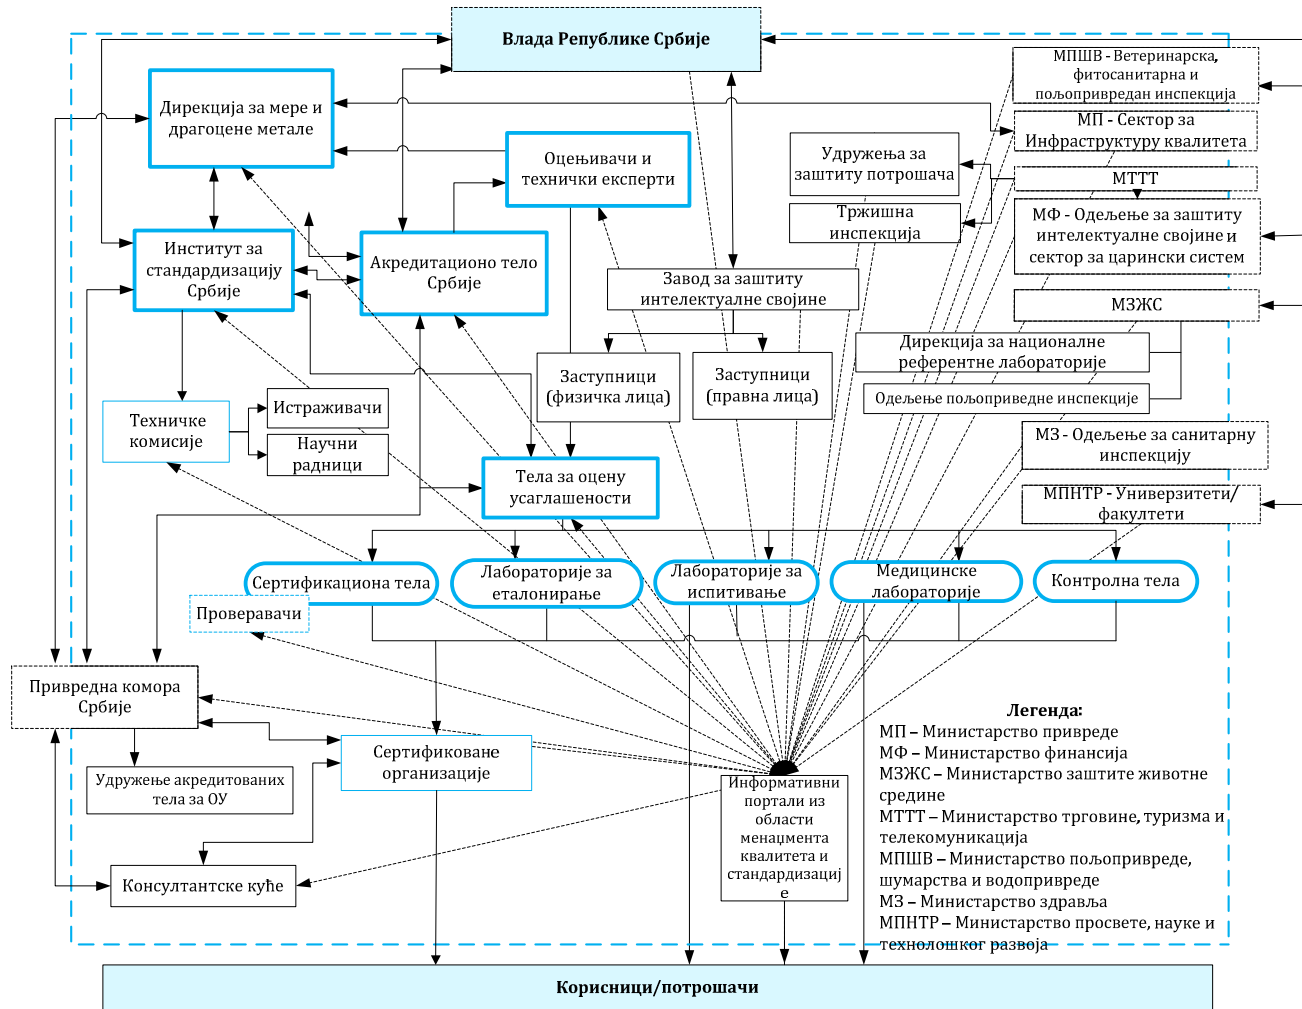 Влада Републике Србије
МПШВ - Ветеринарска,
фитосанитарна и
пољопривредан инспекција
Дирекција за мере и
драгоцене метале
МП - Сектор за
Инфраструктуру квалитета
Оцењивачи и
технички експерти
Удружења за
заштиту потрошача
МТТТ
Тржишна
инспекција
МФ - Одељење за заштиту
интелектуалне својине и
сектор за царински систем
Институт за
стандардизацију
Србије
Акредитационо тело
Србије
Завод за заштиту
интелектуалне својине
МЗЖС
Дирекција за националне
референтне лабораторије
Заступници
(физичка лица)
Заступници
(правна лица)
Одељење пољоприведне инспекције
Техничке
комисије
Истраживачи
Научни
радници
МЗ - Одељење за санитарну
инспекцију
Тела за оцену
усаглашености
МПНТР - Универзитети/
факултети
Сертификациона тела
Лабораторије за
еталонирање
Лабораторије за
испитивање
Медицинске
лабораторије
Контролна тела
Проверавачи
Привредна комора
Србије
Сертификоване
организације
Удружење акредитованих
тела за ОУ
Консултантске куће
Информативни
портали из
области
менаџмента
квалитета и
стандардизациј
е
Легенда:
МП – Министарство привреде
МФ – Министарство финансија
МЗЖС – Министарство заштите животне
средине
МТТТ – Министарство трговине, туризма и
телекомуникација
МПШВ – Министарство пољопривреде,
шумарства и водопривреде
МЗ – Министарство здравља
МПНТР – Министарство просвете, науке и
технолошког развоја
Корисници/потрошачи